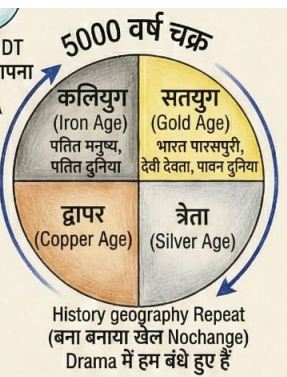 DT
ापना
5000 वर्ष चक्र
कलियुग
(Iron Age)
पतित मनुष्य,
पतित दुनिया
सतयुग
(Gold Age)
भारत पारसपुरी,
देवी देवता, पावन दुनिया
द्वापर
(Copper Age)
त्रेता
(Silver Age)
History geography Repeat
(बना बनाया खेल Nochange)
Drama में हम बंधे हुए हैं